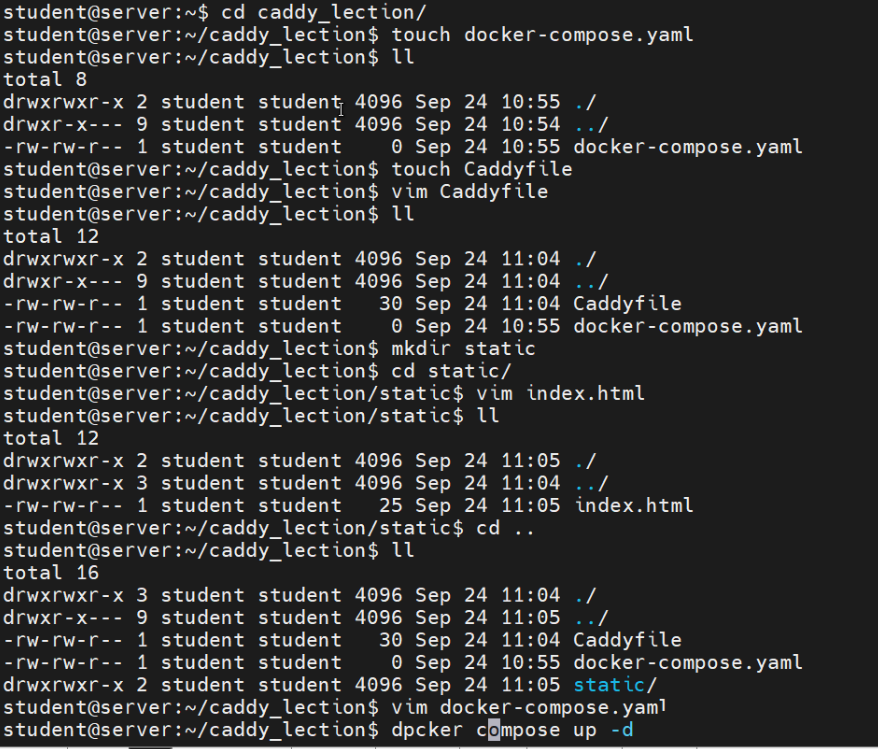 student@server:~$ cd caddy_lection/
student@server:~/caddy_lection$ touch docker-compose.yaml
student@server:~/caddy_lection$ ll
total 8
drwxrwxr-x 2 student student 4096 Sep 24 10:55 ./
drwxr-x--- 9 student student 4096 Sep 24 10:54 ../
-rw-rw-r-- 1 student student    0 Sep 24 10:55 docker-compose.yaml
student@server:~/caddy_lection$ touch Caddyfile
student@server:~/caddy_lection$ vim Caddyfile
student@server:~/caddy_lection$ ll
total 12
drwxrwxr-x 2 student student 4096 Sep 24 11:04 ./
drwxr-x--- 9 student student 4096 Sep 24 11:04 ../
-rw-rw-r-- 1 student student   30 Sep 24 11:04 Caddyfile
-rw-rw-r-- 1 student student    0 Sep 24 10:55 docker-compose.yaml
student@server:~/caddy_lection$ mkdir static
student@server:~/caddy_lection$ cd static/
student@server:~/caddy_lection/static$ vim index.html
student@server:~/caddy_lection/static$ ll
total 12
drwxrwxr-x 2 student student 4096 Sep 24 11:05 ./
drwxrwxr-x 3 student student 4096 Sep 24 11:04 ../
-rw-rw-r-- 1 student student   25 Sep 24 11:05 index.html
student@server:~/caddy_lection/static$ cd ..
student@server:~/caddy_lection$ ll
total 16
drwxrwxr-x 3 student student 4096 Sep 24 11:04 ./
drwxr-x--- 9 student student 4096 Sep 24 11:05 ../
-rw-rw-r-- 1 student student   30 Sep 24 11:04 Caddyfile
-rw-rw-r-- 1 student student    0 Sep 24 10:55 docker-compose.yaml
drwxrwxr-x 2 student student 4096 Sep 24 11:05 static/
student@server:~/caddy_lection$ vim docker-compose.yaml
student@server:~/caddy_lection$ dpcker compose up -d